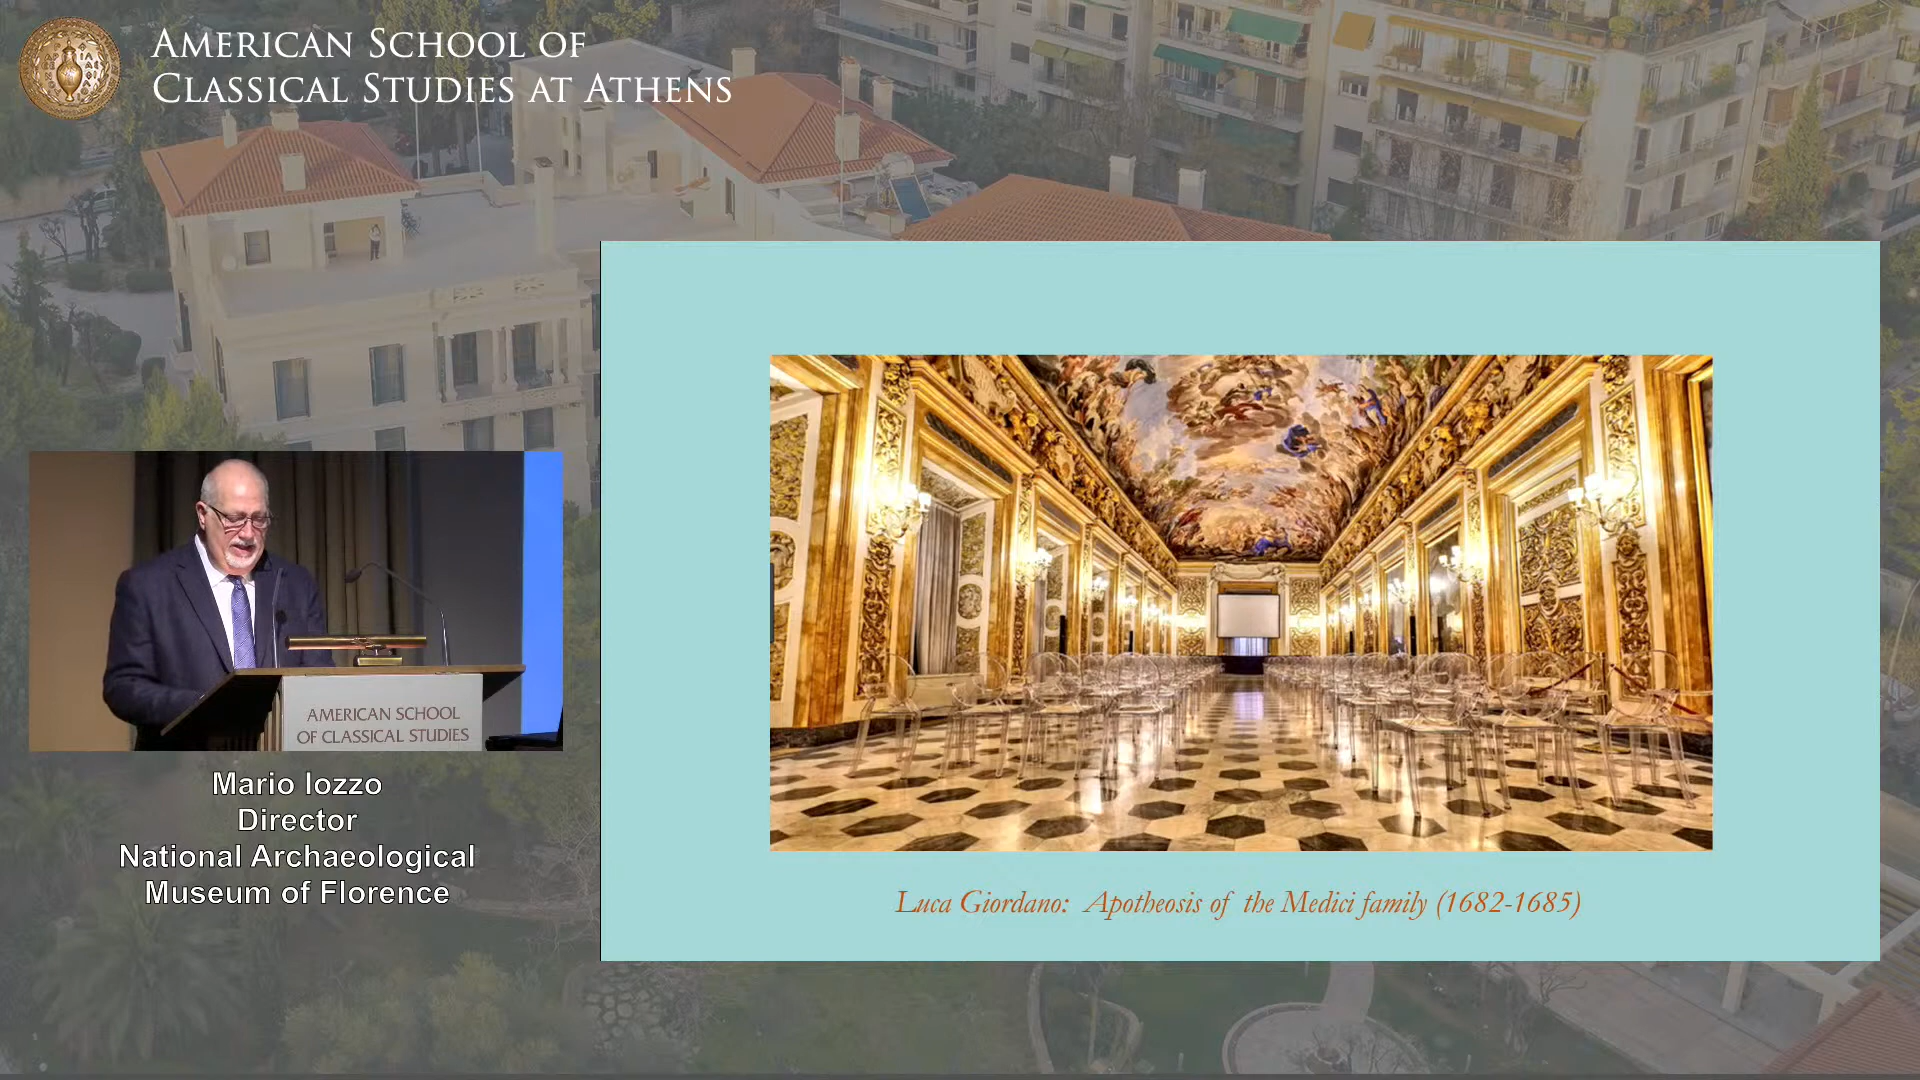 AMERICAN SCHOOL OF
CLASSICAL STUDIES AT ATHENS
AMERICAN SCHOOL
OF CLASSICAL STUDIES
Mario Iozzo
Director
National Archaeological
Museum of Florence
Luca Giordano: Apotheosis of the Medici family (1682-1685)